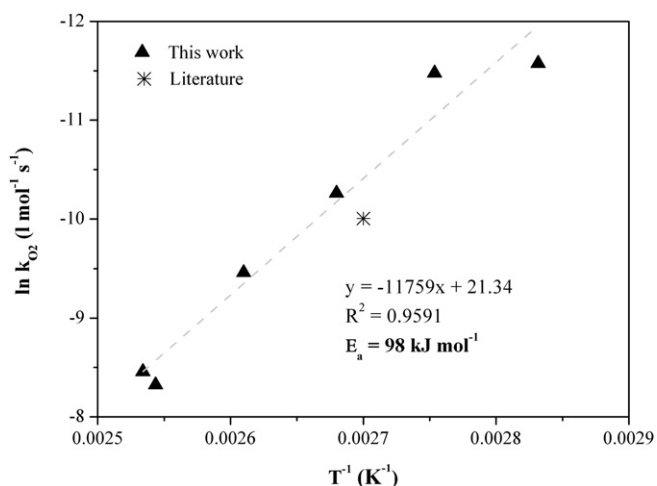 -12
-11
-10
-9
-8
ln k_O2 (l mol⁻¹ s⁻¹)
This work
Literature
y = -11759x + 21.34
R² = 0.9591
E_a = 98 kJ mol⁻¹
0.0025
0.0026
0.0027
0.0028
0.0029
T⁻¹ (K⁻¹)